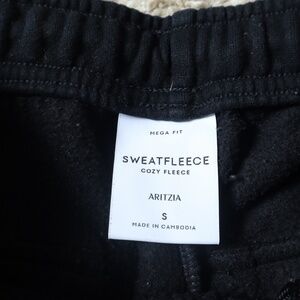 MEGA FIT
SWEATFLEECE
COZY FLEECE
ARITZIA
S
MADE IN CAMBODIA